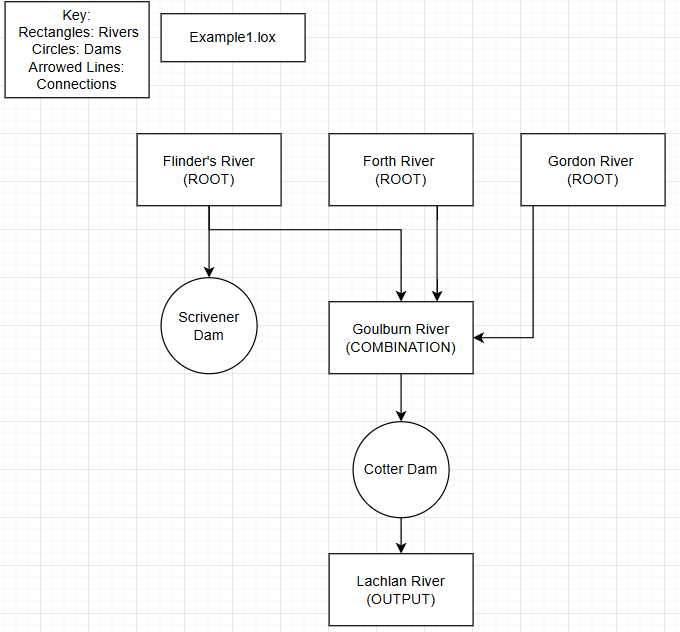 Key:
Rectangles: Rivers
Circles: Dams
Arrowed Lines:
Connections
Example1.lox
Flinder's River
(ROOT)
Forth River
(ROOT)
Gordon River
(ROOT)
Scrivener
Dam
Goulburn River
(COMBINATION)
Cotter Dam
Lachlan River
(OUTPUT)